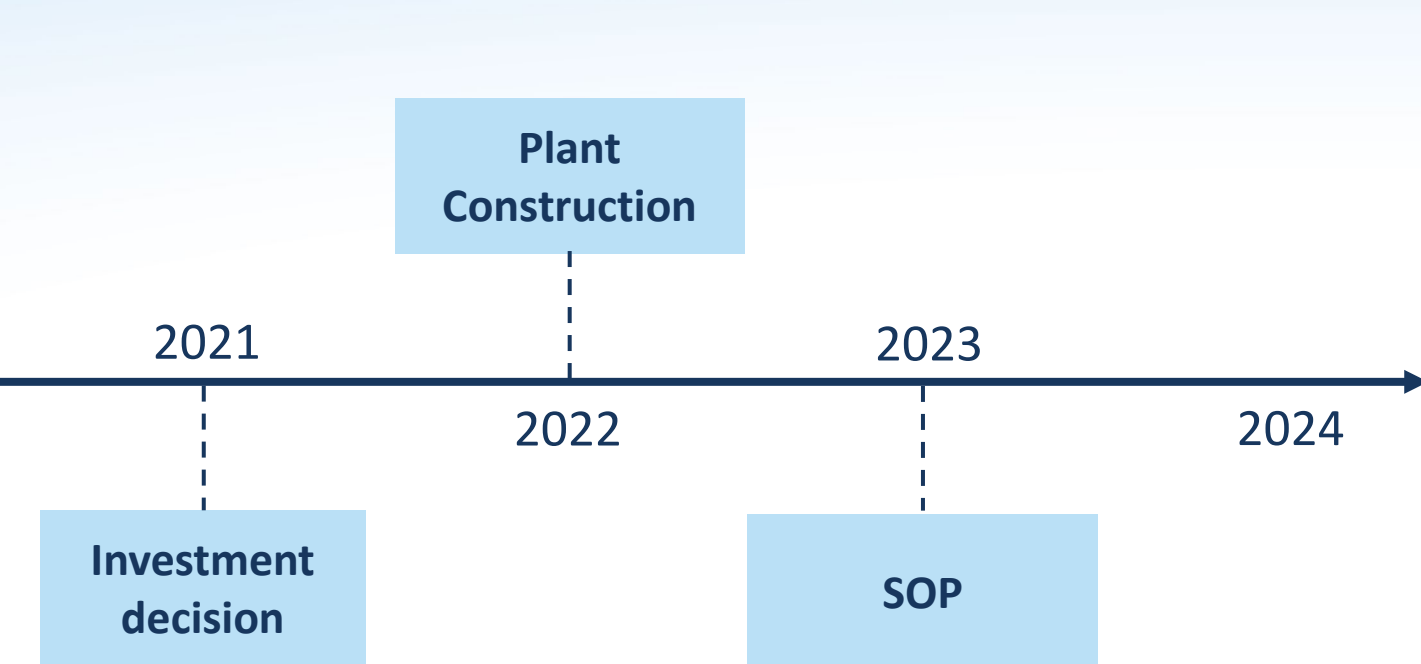 Plant
Construction
2021
2023
2022
2024
Investment
decision
SOP